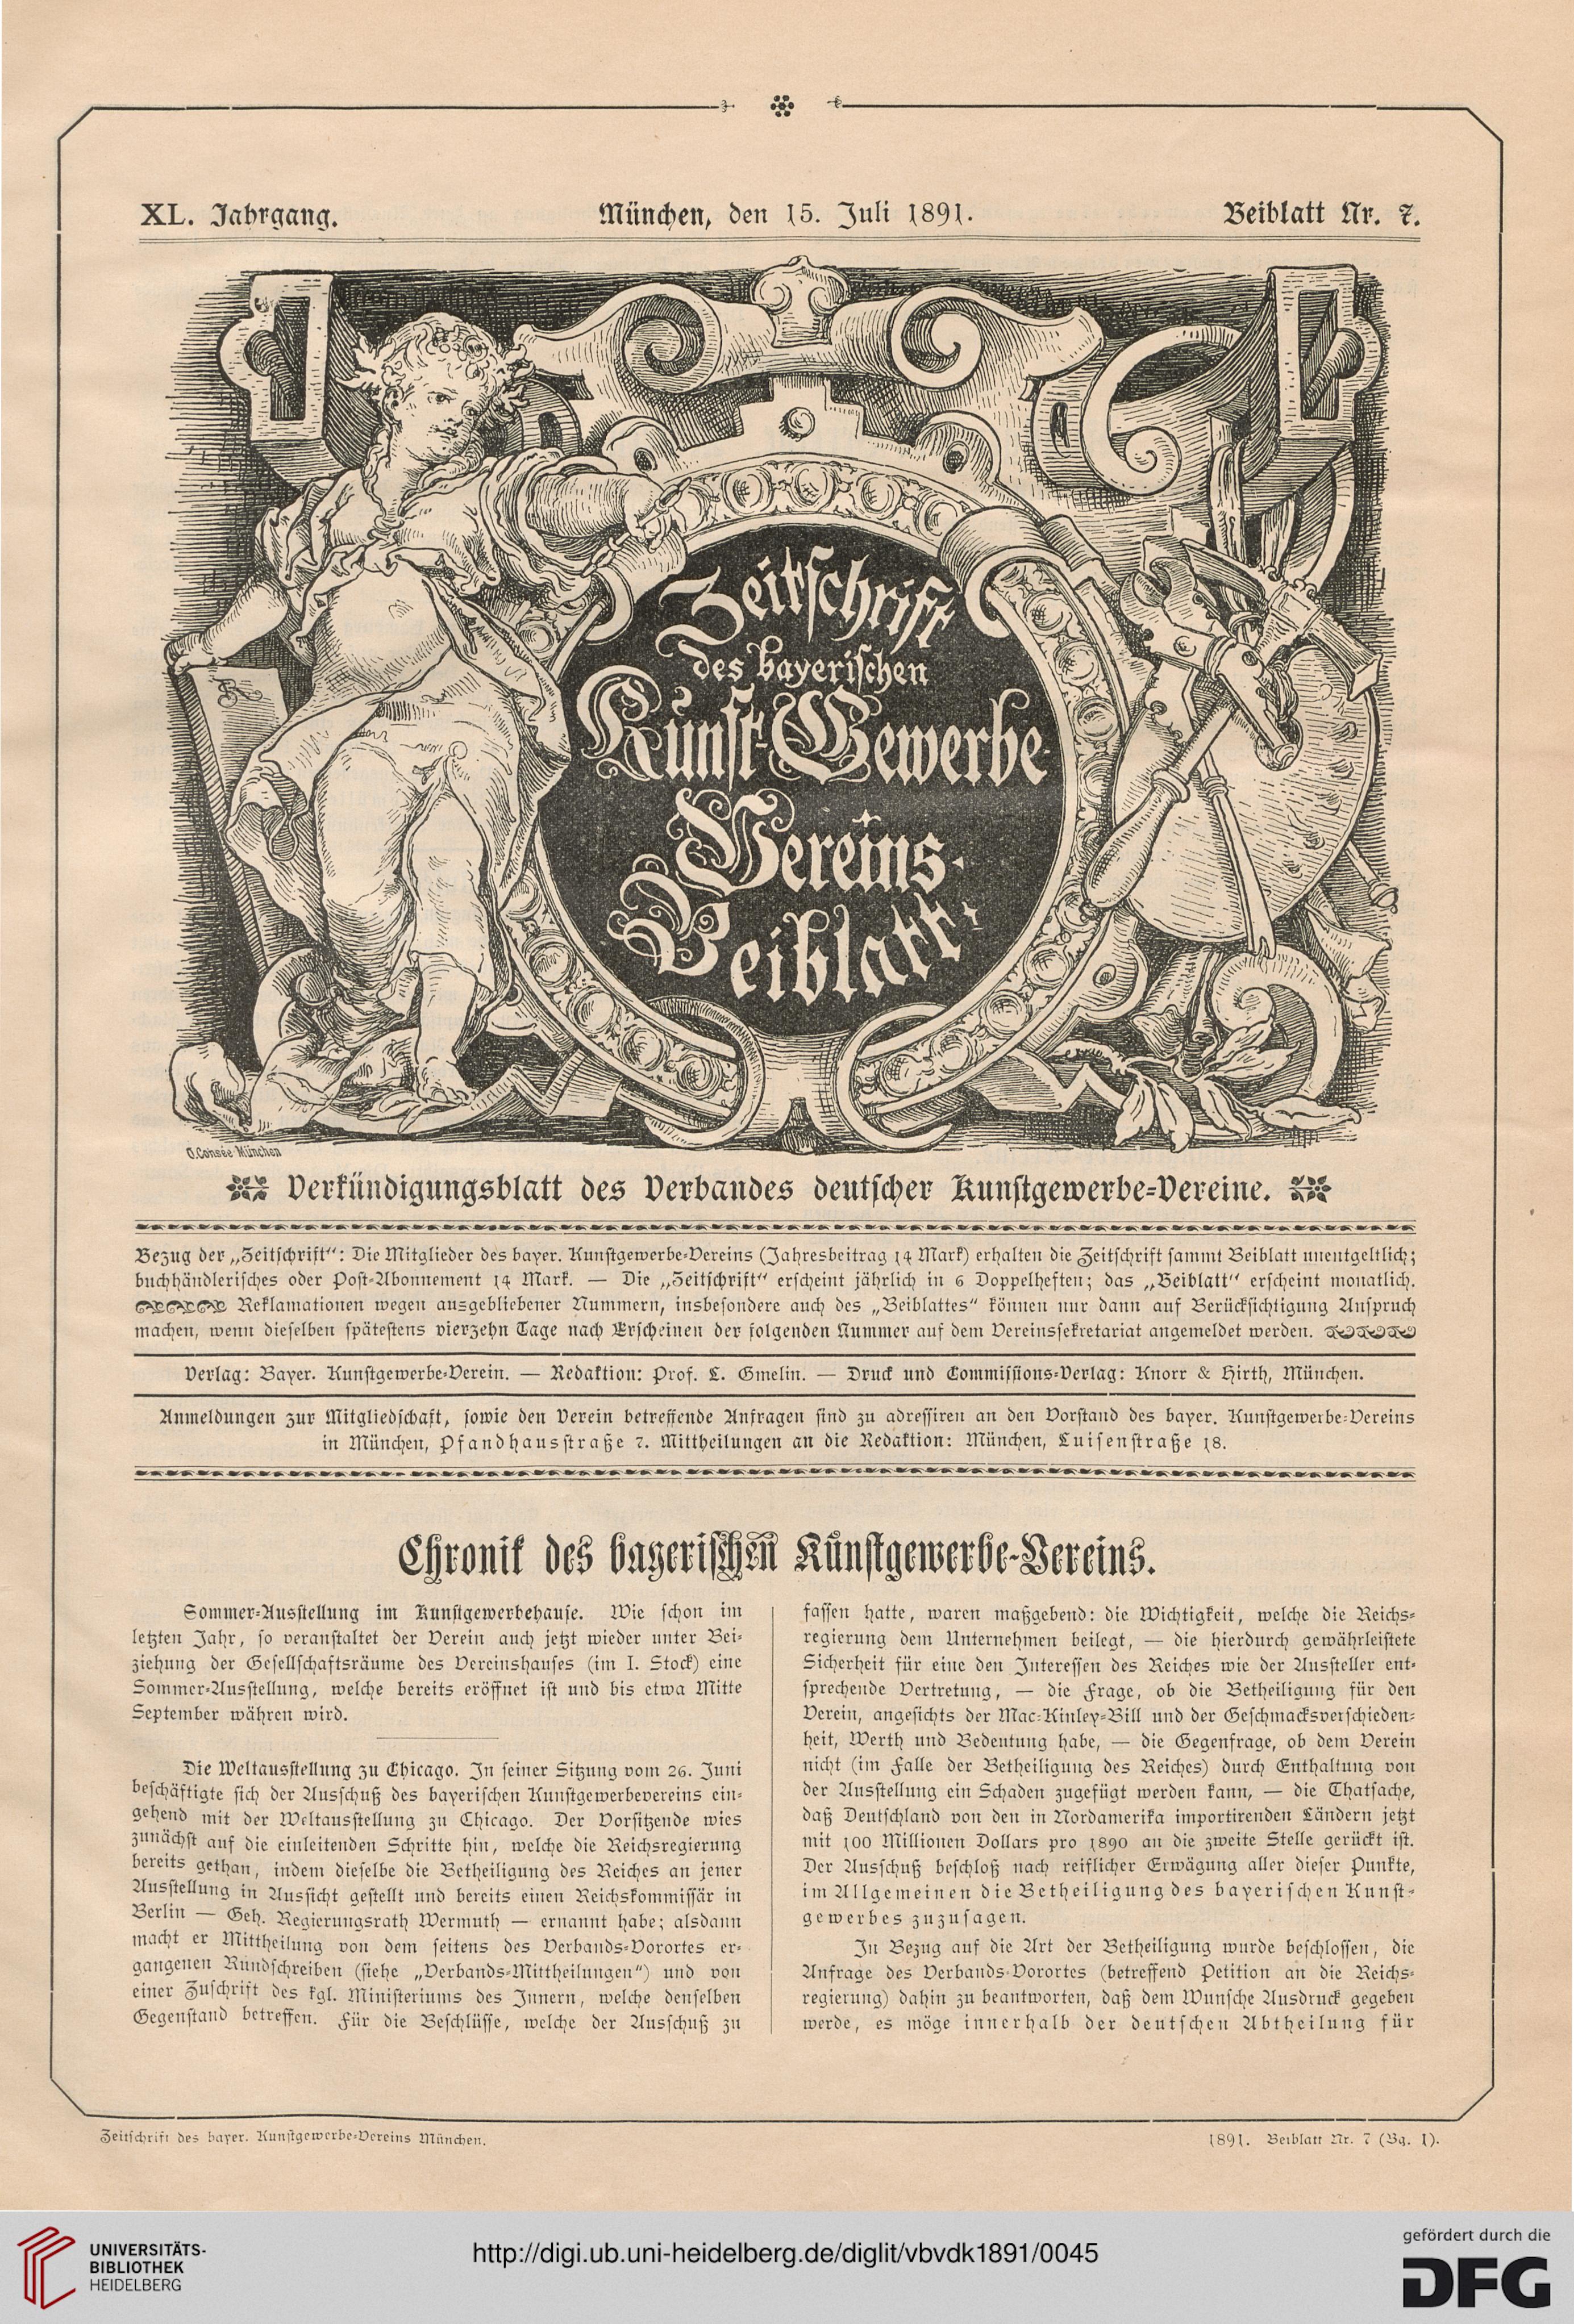 XL. Jahrgang.
München, den 15. Juli 1891.
Beiblatt Nr. 7.
Zeitschrift
des bayerischen
Kunst-Gewerbe-
Vereins.
Beiblatt.
O. Consée München
Verkündigungsblatt des Verbandes deutscher Kunstgewerbe-Vereine.
Bezug der „Zeitschrift“: Die Mitglieder des bayer. Kunstgewerbe-Vereins (Jahresbeitrag 14 Mark) erhalten die Zeitschrift sammt Beiblatt unentgeltlich;
buchhändlerisches oder Post-Abonnement 14 Mark. — Die „Zeitschrift“ erscheint jährlich in 6 Doppelheften; das „Beiblatt“ erscheint monatlich.
Reklamationen wegen ausgebliebener Nummern, insbesondere auch des „Beiblattes“ können nur dann auf Berücksichtigung Anspruch
machen, wenn dieselben spätestens vierzehn Tage nach Erscheinen der folgenden Nummer auf dem Vereinssekretariat angemeldet werden.
Verlag: Bayer. Kunstgewerbe-Verein. — Redaktion: Prof. L. Gmelin. — Druck und Commissions-Verlag: Knorr & Hirth, München.
Anmeldungen zur Mitgliedschaft, sowie den Verein betreffende Anfragen sind zu adressiren an den Vorstand des bayer. Kunstgewerbe-Vereins
in München, Pfandhausstraße 7. Mittheilungen an die Redaktion: München, Luisenstraße 18.
Chronik des bayerischen Kunstgewerbe-Vereins.
Sommer-Ausstellung im Kunstgewerbehause. Wie schon im
letzten Jahr, so veranstaltet der Verein auch jetzt wieder unter Bei-
ziehung der Gesellschaftsräume des Vereinshauses (im I. Stock) eine
Sommer-Ausstellung, welche bereits eröffnet ist und bis etwa Mitte
September währen wird.
Die Weltausstellung zu Chicago. In seiner Sitzung vom 26. Juni
beschäftigte sich der Ausschuß des bayerischen Kunstgewerbevereins ein-
gehend mit der Weltausstellung zu Chicago. Der Vorsitzende wies
zunächst auf die einleitenden Schritte hin, welche die Reichsregierung
bereits gethan, indem dieselbe die Betheiligung des Reiches an jener
Ausstellung in Aussicht gestellt und bereits einen Reichskommissär in
Berlin — Geh. Regierungsrath Wermuth — ernannt habe; alsdann
macht er Mittheilung von dem seitens des Verbands-Vorortes er-
gangenen Rundschreiben (siehe „Verbands-Mittheilungen“) und von
einer Zuschrift des kgl. Ministeriums des Innern, welche denselben
Gegenstand betreffen. Für die Beschlüsse, welche der Ausschuß zu
fassen hatte, waren maßgebend: die Wichtigkeit, welche die Reichs-
regierung dem Unternehmen beilegt, — die hierdurch gewährleistete
Sicherheit für eine den Interessen des Reiches wie der Aussteller ent-
sprechende Vertretung, — die Frage, ob die Betheiligung für den
Verein, angesichts der Mac-Kinley-Bill und der Geschmacksverschieden-
heit, Werth und Bedeutung habe, — die Gegenfrage, ob dem Verein
nicht (im Falle der Betheiligung des Reiches) durch Enthaltung von
der Ausstellung ein Schaden zugefügt werden kann, — die Thatsache,
daß Deutschland von den in Nordamerika importirenden Ländern jetzt
mit 100 Millionen Dollars pro 1890 an die zweite Stelle gerückt ist.
Der Ausschuß beschloß nach reiflicher Erwägung aller dieser Punkte,
im Allgemeinen die Betheiligung des bayerischen Kunst-
gewerbes zuzusagen.
In Bezug auf die Art der Betheiligung wurde beschlossen, die
Anfrage des Verbands-Vorortes (betreffend Petition an die Reichs-
regierung) dahin zu beantworten, daß dem Wunsche Ausdruck gegeben
werde, es möge innerhalb der deutschen Abtheilung für
Zeitschrift des bayer. Kunstgewerbe-Vereins München.
1891. Beiblatt Nr. 7 (Bg. 1).
UNIVERSITÄTS-
BIBLIOTHEK
HEIDELBERG
http://digi.ub.uni-heidelberg.de/diglit/vbvdk1891/0045
gefördert durch die
DFG